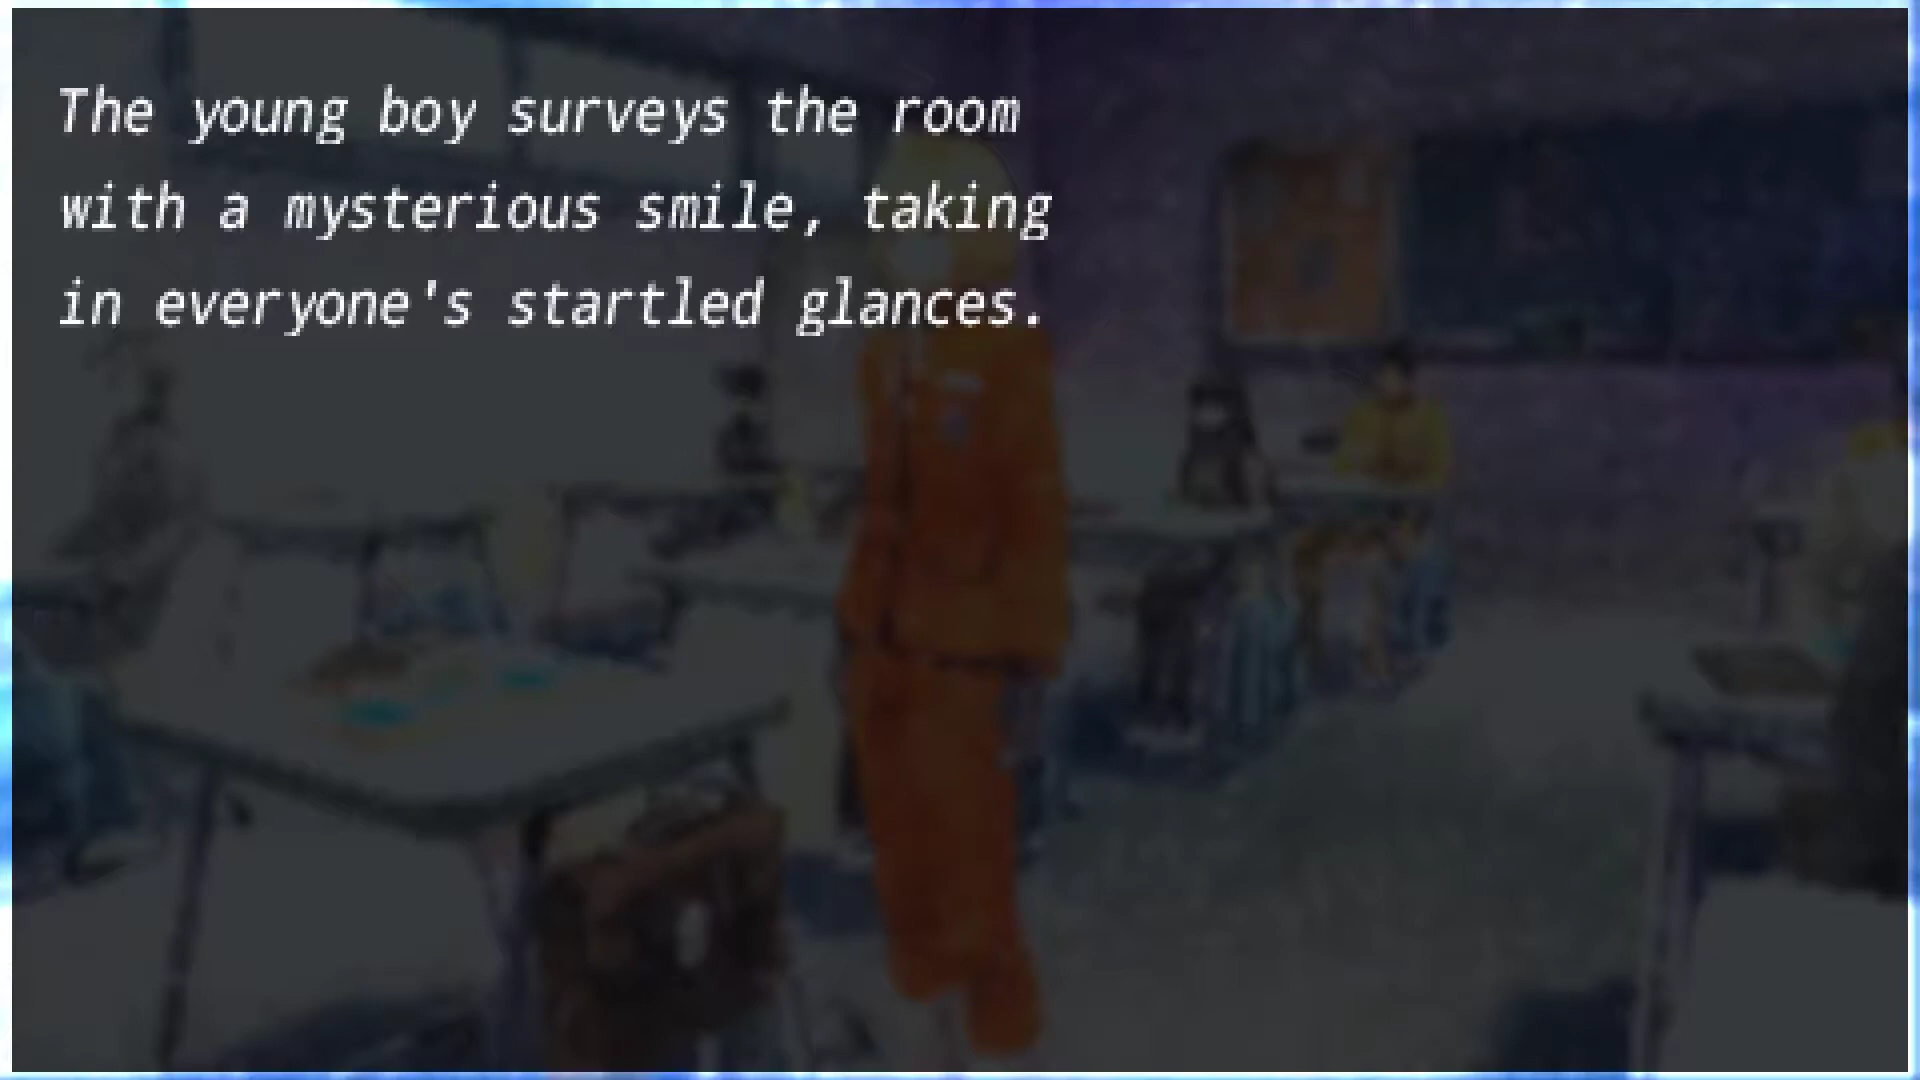 The young boy surveys the room
with a mysterious smile, taking
in everyone's startled glances.